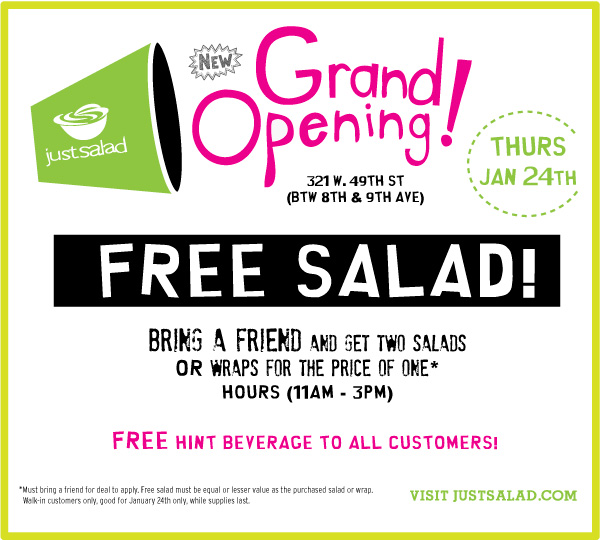 justsalad
NEW
Grand
Opening!
321 W. 49TH ST
(BTW 8TH & 9TH AVE)
THURS
JAN 24TH
FREE SALAD!
BRING A FRIEND AND GET TWO SALADS
OR WRAPS FOR THE PRICE OF ONE*
HOURS (11AM - 3PM)
FREE HINT BEVERAGE TO ALL CUSTOMERS!
*Must bring a friend for deal to apply. Free salad must be equal or lesser value as the purchased salad or wrap.
Walk-in customers only, good for January 24th only, while supplies last.
VISIT JUSTSALAD.COM